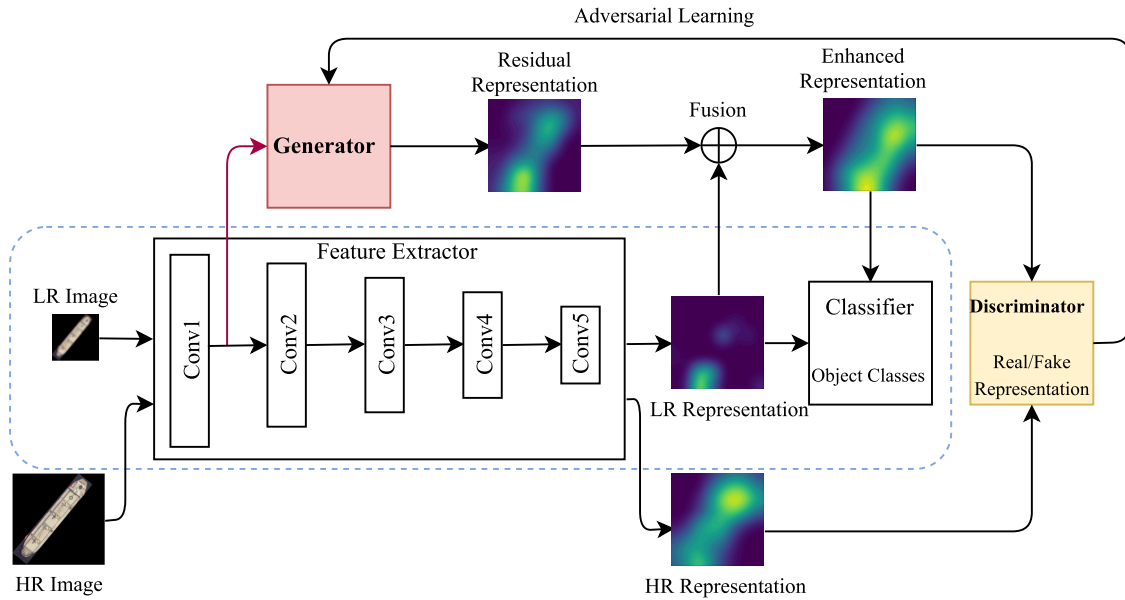 Adversarial Learning
Residual
Representation
Enhanced
Representation
Fusion
Generator
Feature Extractor
LR Image
Conv1
Conv2
Conv3
Conv4
Conv5
LR Representation
Classifier
Object Classes
Discriminator
Real/Fake
Representation
HR Image
HR Representation